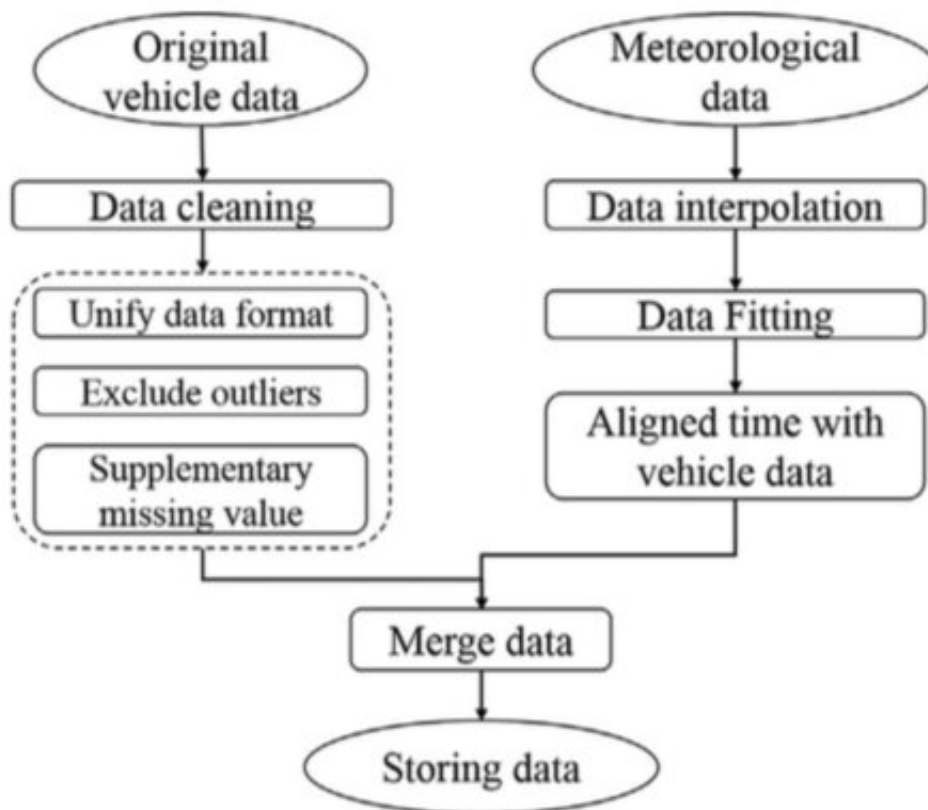 Original
vehicle data
Meteorological
data
Data cleaning
Data interpolation
Unify data format
Data Fitting
Exclude outliers
Aligned time with
vehicle data
Supplementary
missing value
Merge data
Storing data